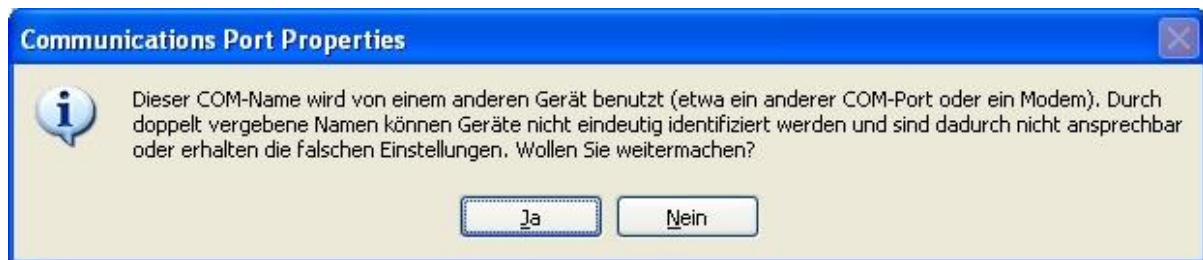 Communications Port Properties
Dieser COM-Name wird von einem anderen Gerät benutzt (etwa ein anderer COM-Port oder ein Modem). Durch
doppelt vergebene Namen können Geräte nicht eindeutig identifiziert werden und sind dadurch nicht ansprechbar
oder erhalten die falschen Einstellungen. Wollen Sie weitermachen?
Ja Nein